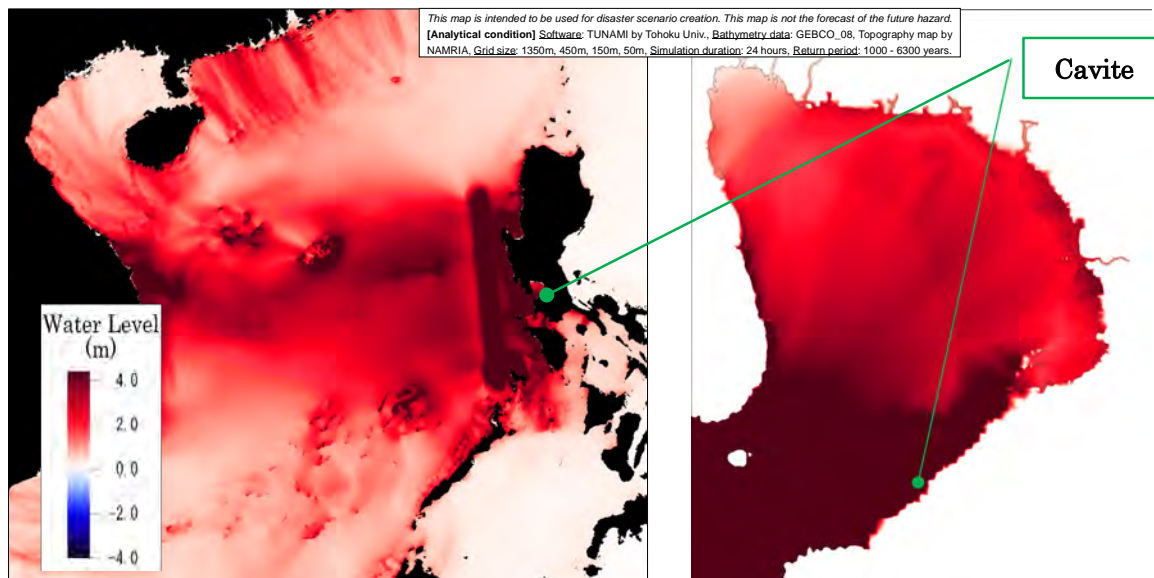 This map is intended to be used for disaster scenario creation. This map is not the forecast of the future hazard.
[Analytical condition] Software: TUNAMI by Tohoku Univ., Bathymetry data: GEBCO_08, Topography map by
NAMRIA, Grid size: 1350m, 450m, 150m, 50m, Simulation duration: 24 hours, Return period: 1000 - 6300 years.
Cavite
Water Level
(m)
4.0
2.0
0.0
-2.0
-4.0